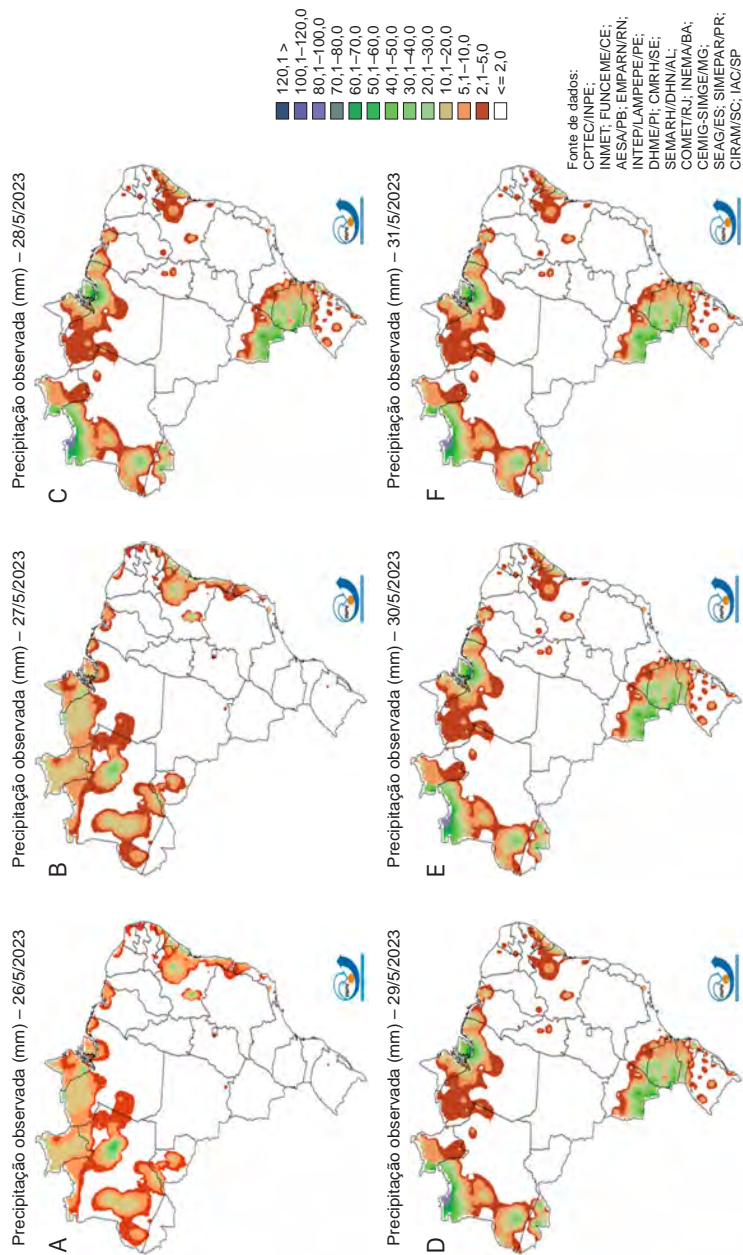 Precipitação observada (mm) – 26/5/2023
A
Precipitação observada (mm) – 27/5/2023
B
Precipitação observada (mm) – 28/5/2023
C
Precipitação observada (mm) – 29/5/2023
D
Precipitação observada (mm) – 30/5/2023
E
Precipitação observada (mm) – 31/5/2023
F
120,1 >
100,1–120,0
80,1–100,0
70,1–80,0
60,1–70,0
50,1–60,0
40,1–50,0
30,1–40,0
20,1–30,0
10,1–20,0
5,1–10,0
2,1–5,0
<= 2,0
Fonte de dados:
CPTEC/INPE;
INMET; FUNCEME/CE;
AESA/PB; EMPARN/RN;
INTEP/LAMPEPE/PE;
DHME/PI; CMRH/SE;
SEMARH/DHN/AL;
COMET/RJ; INEMA/BA;
CEMIG-SIMGE/MG;
SEAG/ES; SIMEPAR/PR;
CIRAM/SC; IAC/SP